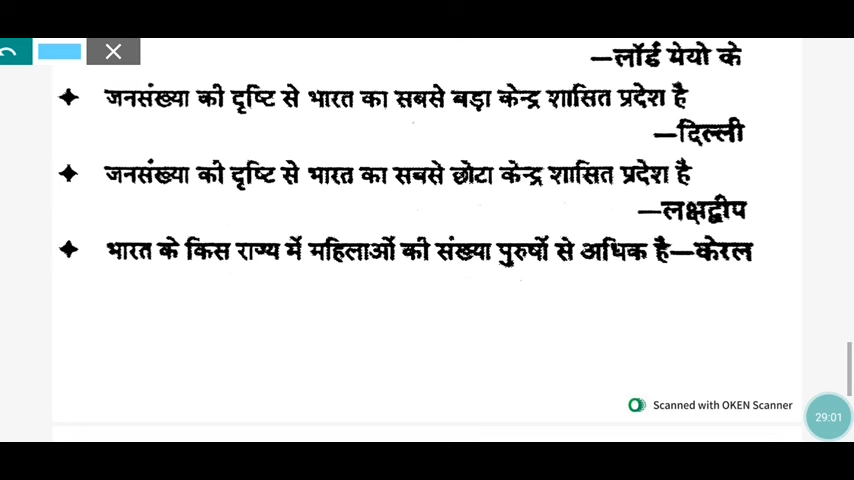 —लॉर्ड मेयो के
✦ जनसंख्या की दृष्टि से भारत का सबसे बड़ा केन्द्र शासित प्रदेश है
—दिल्ली
✦ जनसंख्या की दृष्टि से भारत का सबसे छोटा केन्द्र शासित प्रदेश है
—लक्षद्वीप
✦ भारत के किस राज्य में महिलाओं की संख्या पुरुषों से अधिक है—केरल
Scanned with OKEN Scanner
29:01